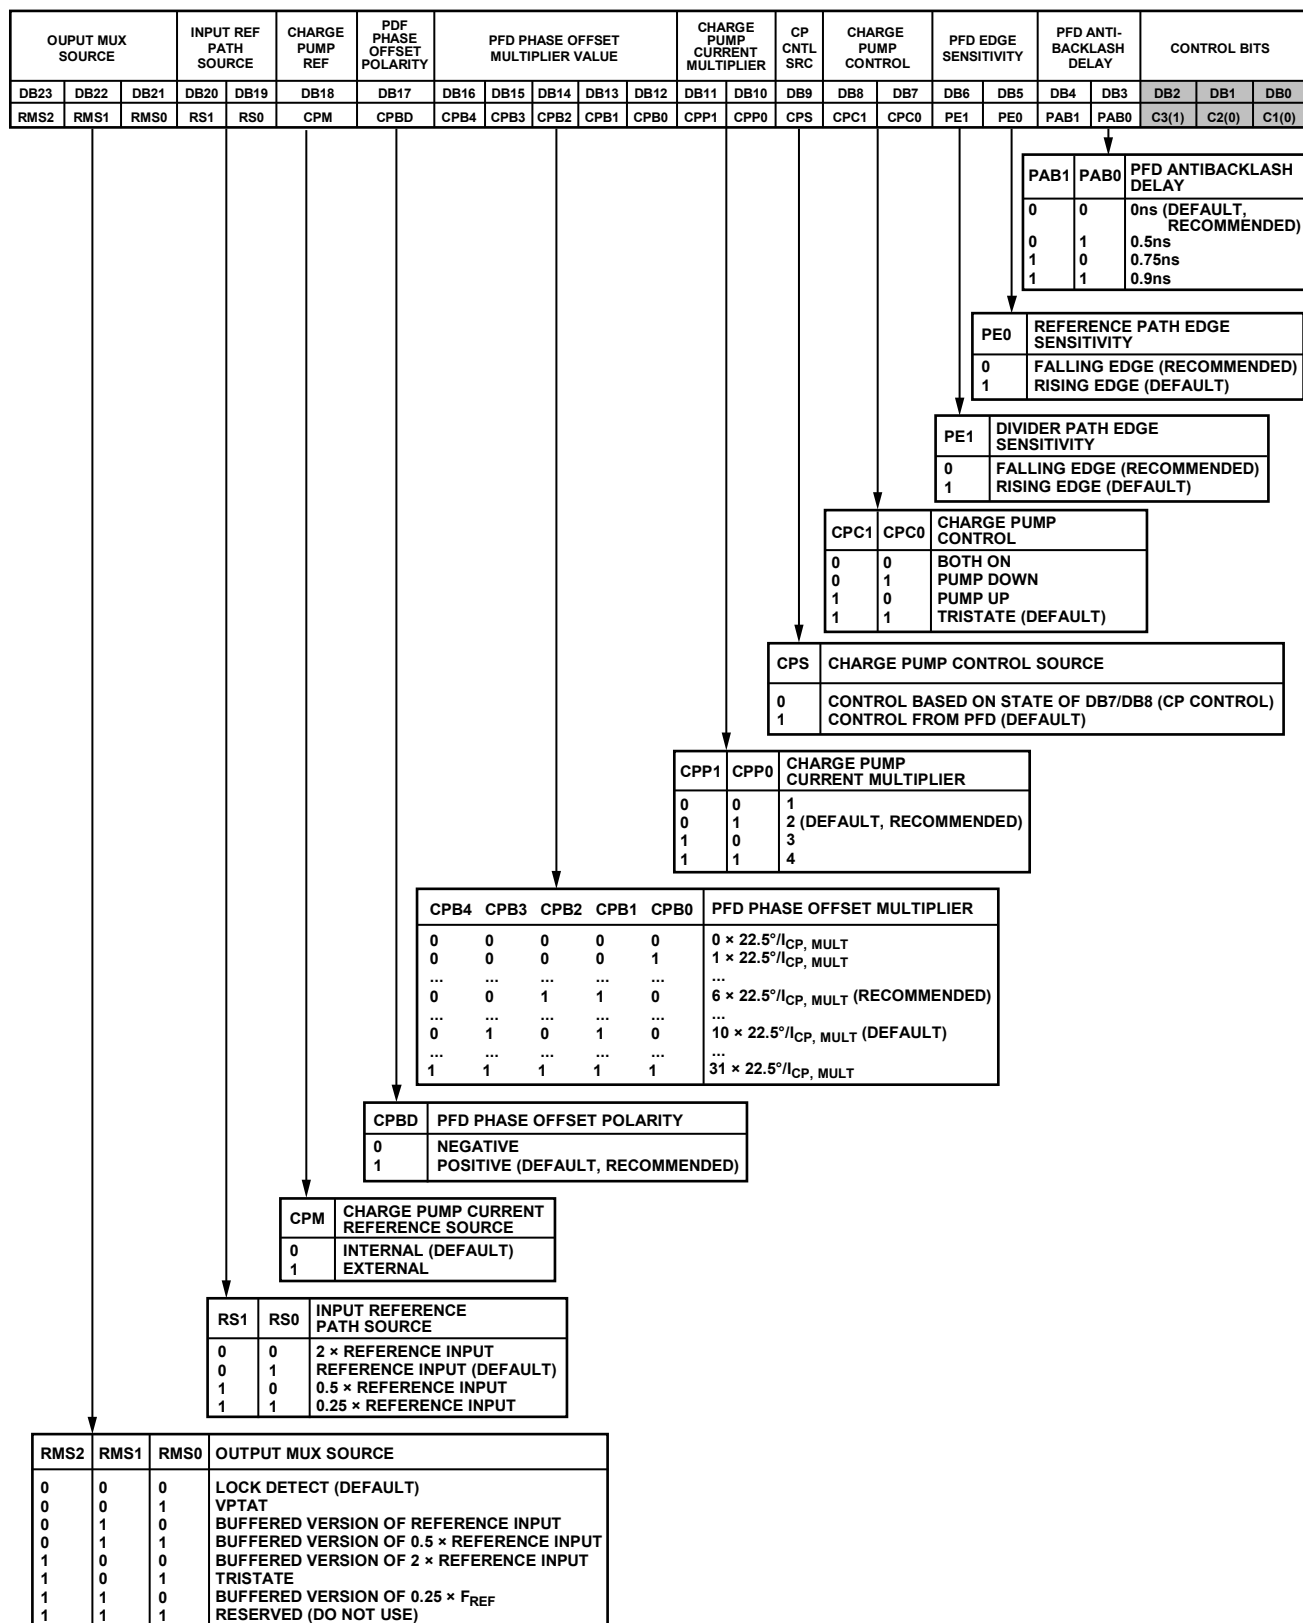 OUPUT MUX SOURCE
INPUT REF PATH SOURCE
CHARGE PUMP REF
PDF PHASE OFFSET POLARITY
PFD PHASE OFFSET MULTIPLIER VALUE
CHARGE PUMP CURRENT MULTIPLIER
CP CNTL SRC
CHARGE PUMP CONTROL
PFD EDGE SENSITIVITY
PFD ANTI-BACKLASH DELAY
CONTROL BITS
DB23 DB22 DB21 DB20 DB19 DB18 DB17 DB16 DB15 DB14 DB13 DB12 DB11 DB10 DB9 DB8 DB7 DB6 DB5 DB4 DB3 DB2 DB1 DB0
RMS2 RMS1 RMS0 RS1 RS0 CPM CPBD CPB4 CPB3 CPB2 CPB1 CPB0 CPP1 CPP0 CPS CPC1 CPC0 PE1 PE0 PAB1 PAB0 C3(1) C2(0) C1(0)
PAB1 PAB0 PFD ANTIBACKLASH DELAY
0 0 0ns (DEFAULT, RECOMMENDED)
0 1 0.5ns
1 0 0.75ns
1 1 0.9ns
PE0 REFERENCE PATH EDGE SENSITIVITY
0 FALLING EDGE (RECOMMENDED)
1 RISING EDGE (DEFAULT)
PE1 DIVIDER PATH EDGE SENSITIVITY
0 FALLING EDGE (RECOMMENDED)
1 RISING EDGE (DEFAULT)
CPC1 CPC0 CHARGE PUMP CONTROL
0 0 BOTH ON
0 1 PUMP DOWN
1 0 PUMP UP
1 1 TRISTATE (DEFAULT)
CPS CHARGE PUMP CONTROL SOURCE
0 CONTROL BASED ON STATE OF DB7/DB8 (CP CONTROL)
1 CONTROL FROM PFD (DEFAULT)
CPP1 CPP0 CHARGE PUMP CURRENT MULTIPLIER
0 0 1
0 1 2 (DEFAULT, RECOMMENDED)
1 0 3
1 1 4
CPB4 CPB3 CPB2 CPB1 CPB0 PFD PHASE OFFSET MULTIPLIER
0 0 0 0 0 0 × 22.5°/ICP, MULT
0 0 0 0 1 1 × 22.5°/ICP, MULT
... ... ... ... ... ...
0 0 1 1 0 6 × 22.5°/ICP, MULT (RECOMMENDED)
... ... ... ... ... ...
0 1 0 1 0 10 × 22.5°/ICP, MULT (DEFAULT)
... ... ... ... ... ...
1 1 1 1 1 31 × 22.5°/ICP, MULT
CPBD PFD PHASE OFFSET POLARITY
0 NEGATIVE
1 POSITIVE (DEFAULT, RECOMMENDED)
CPM CHARGE PUMP CURRENT REFERENCE SOURCE
0 INTERNAL (DEFAULT)
1 EXTERNAL
RS1 RS0 INPUT REFERENCE PATH SOURCE
0 0 2 × REFERENCE INPUT
0 1 REFERENCE INPUT (DEFAULT)
1 0 0.5 × REFERENCE INPUT
1 1 0.25 × REFERENCE INPUT
RMS2 RMS1 RMS0 OUTPUT MUX SOURCE
0 0 0 LOCK DETECT (DEFAULT)
0 0 1 VPTAT
0 1 0 BUFFERED VERSION OF REFERENCE INPUT
0 1 1 BUFFERED VERSION OF 0.5 × REFERENCE INPUT
1 0 0 BUFFERED VERSION OF 2 × REFERENCE INPUT
1 0 1 TRISTATE
1 1 0 BUFFERED VERSION OF 0.25 × FREF
1 1 1 RESERVED (DO NOT USE)